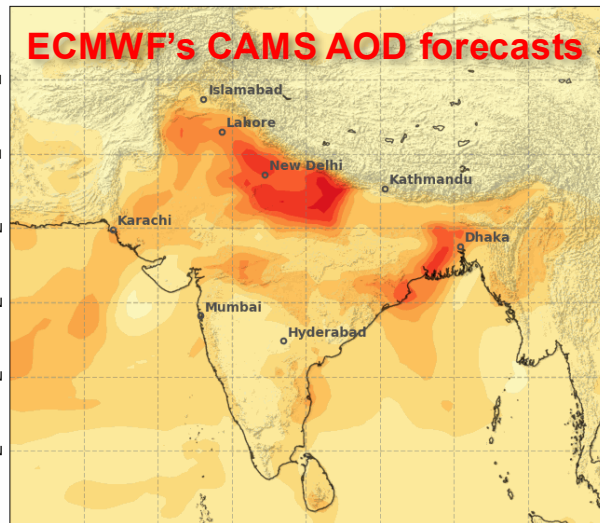 ECMWF's CAMS AOD forecasts
Islamabad
Lahore
New Delhi
Kathmandu
Karachi
Dhaka
Mumbai
Hyderabad
N
N
N
N
N
N